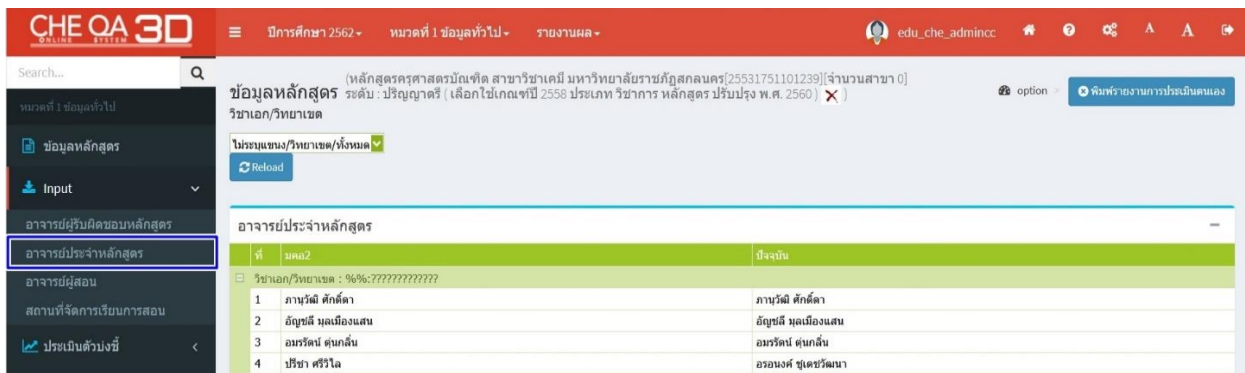 CHE QA 3D
ONLINE SYSTEM
ปีการศึกษา 2562
หมวดที่ 1 ข้อมูลทั่วไป
รายงานผล
edu_che_admincc
A A
Search...
หมวดที่ 1 ข้อมูลทั่วไป
ข้อมูลหลักสูตร
Input
อาจารย์ผู้รับผิดชอบหลักสูตร
อาจารย์ประจำหลักสูตร
อาจารย์ผู้สอน
สถานที่จัดการเรียนการสอน
ประเมินตัวบ่งชี้
ข้อมูลหลักสูตร
(หลักสูตรครุศาสตรบัณฑิต สาขาวิชาเคมี มหาวิทยาลัยราชภัฏสกลนคร[25531751101239][จำนวนสาขา 0]
ระดับ : ปริญญาตรี ( เลือกใช้เกณฑ์ปี 2558 ประเภท วิชาการ หลักสูตร ปรับปรุง พ.ศ. 2560 ) )
วิชาเอก/วิทยาเขต
option >
พิมพ์รายงานการประเมินตนเอง
ไม่ระบุแขนง/วิทยาเขต/ทั้งหมด
Reload
อาจารย์ประจำหลักสูตร
ที่ มคอ2 ปัจจุบัน
วิชาเอก/วิทยาเขต : %%:?????????????
1 ภานุวัฒิ ศักดิ์ดา ภานุวัฒิ ศักดิ์ดา
2 อัญชลี มุลเมืองแสน อัญชลี มุลเมืองแสน
3 อมรรัตน์ ตุ่นกลิ่น อมรรัตน์ ตุ่นกลิ่น
4 ปรีชา ศรีวิไล อรอนงค์ ชูเดชวัฒนา